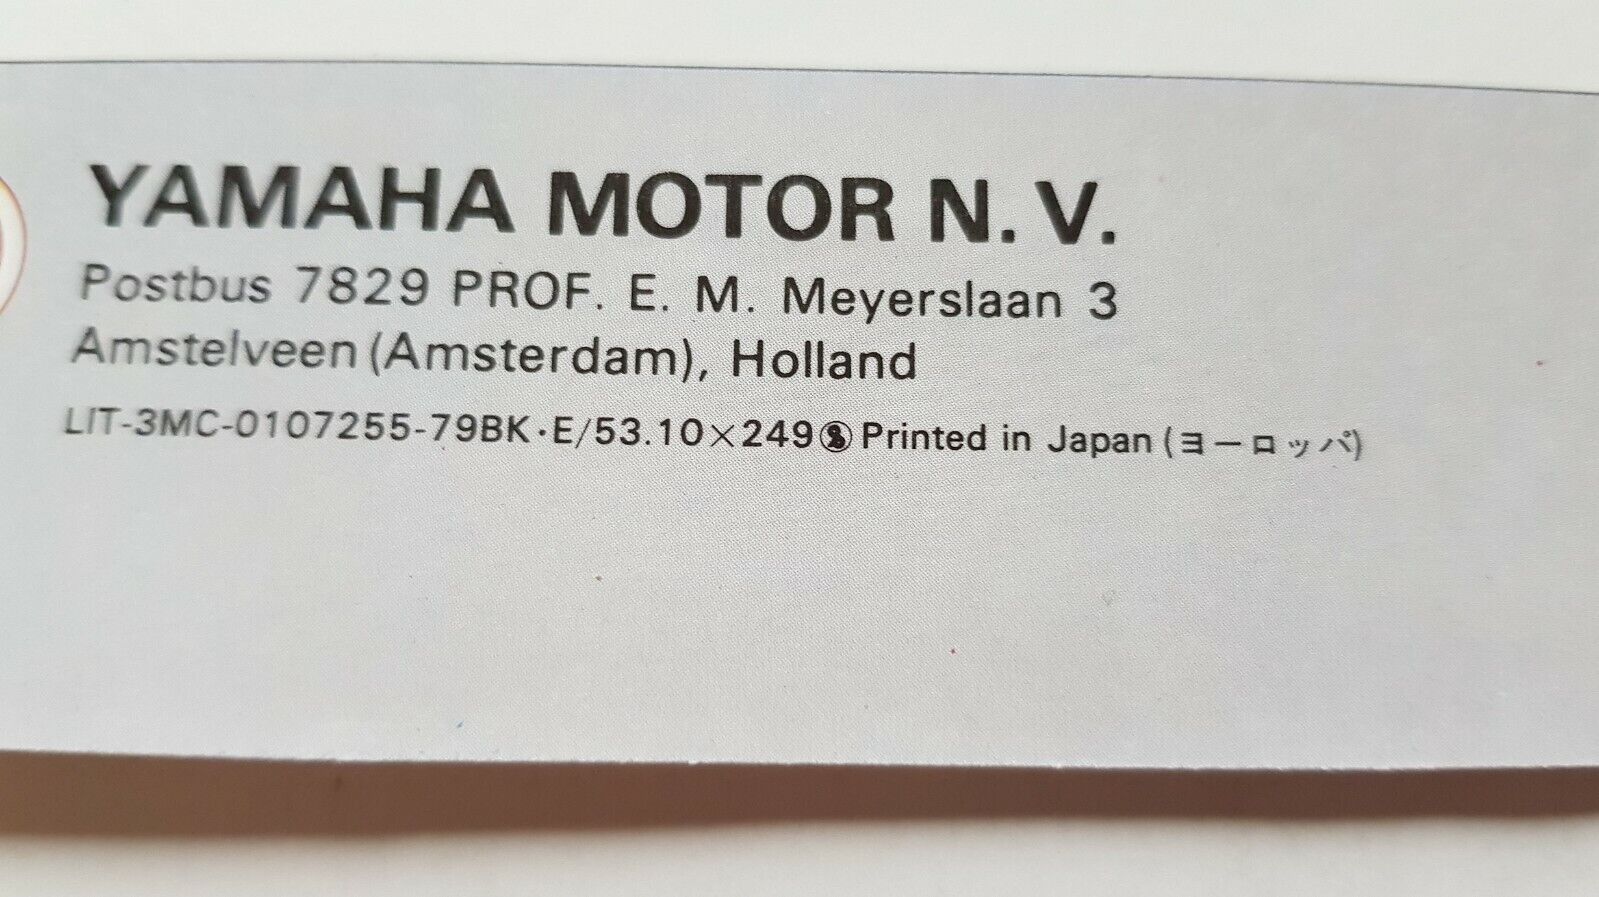 YAMAHA MOTOR N. V.
Postbus 7829 PROF. E. M. Meyerslaan 3
Amstelveen (Amsterdam), Holland
LIT-3MC-0107255-79BK·E/53.10×249Ⓢ Printed in Japan (ヨーロッパ)